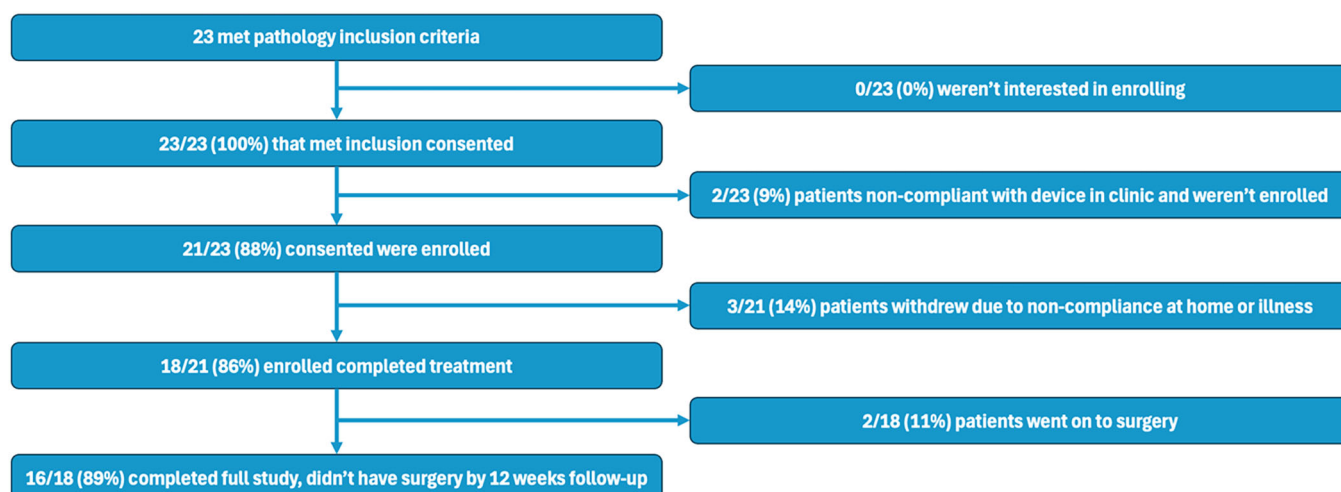 23 met pathology inclusion criteria
0/23 (0%) weren’t interested in enrolling
23/23 (100%) that met inclusion consented
2/23 (9%) patients non-compliant with device in clinic and weren’t enrolled
21/23 (88%) consented were enrolled
3/21 (14%) patients withdrew due to non-compliance at home or illness
18/21 (86%) enrolled completed treatment
2/18 (11%) patients went on to surgery
16/18 (89%) completed full study, didn’t have surgery by 12 weeks follow-up